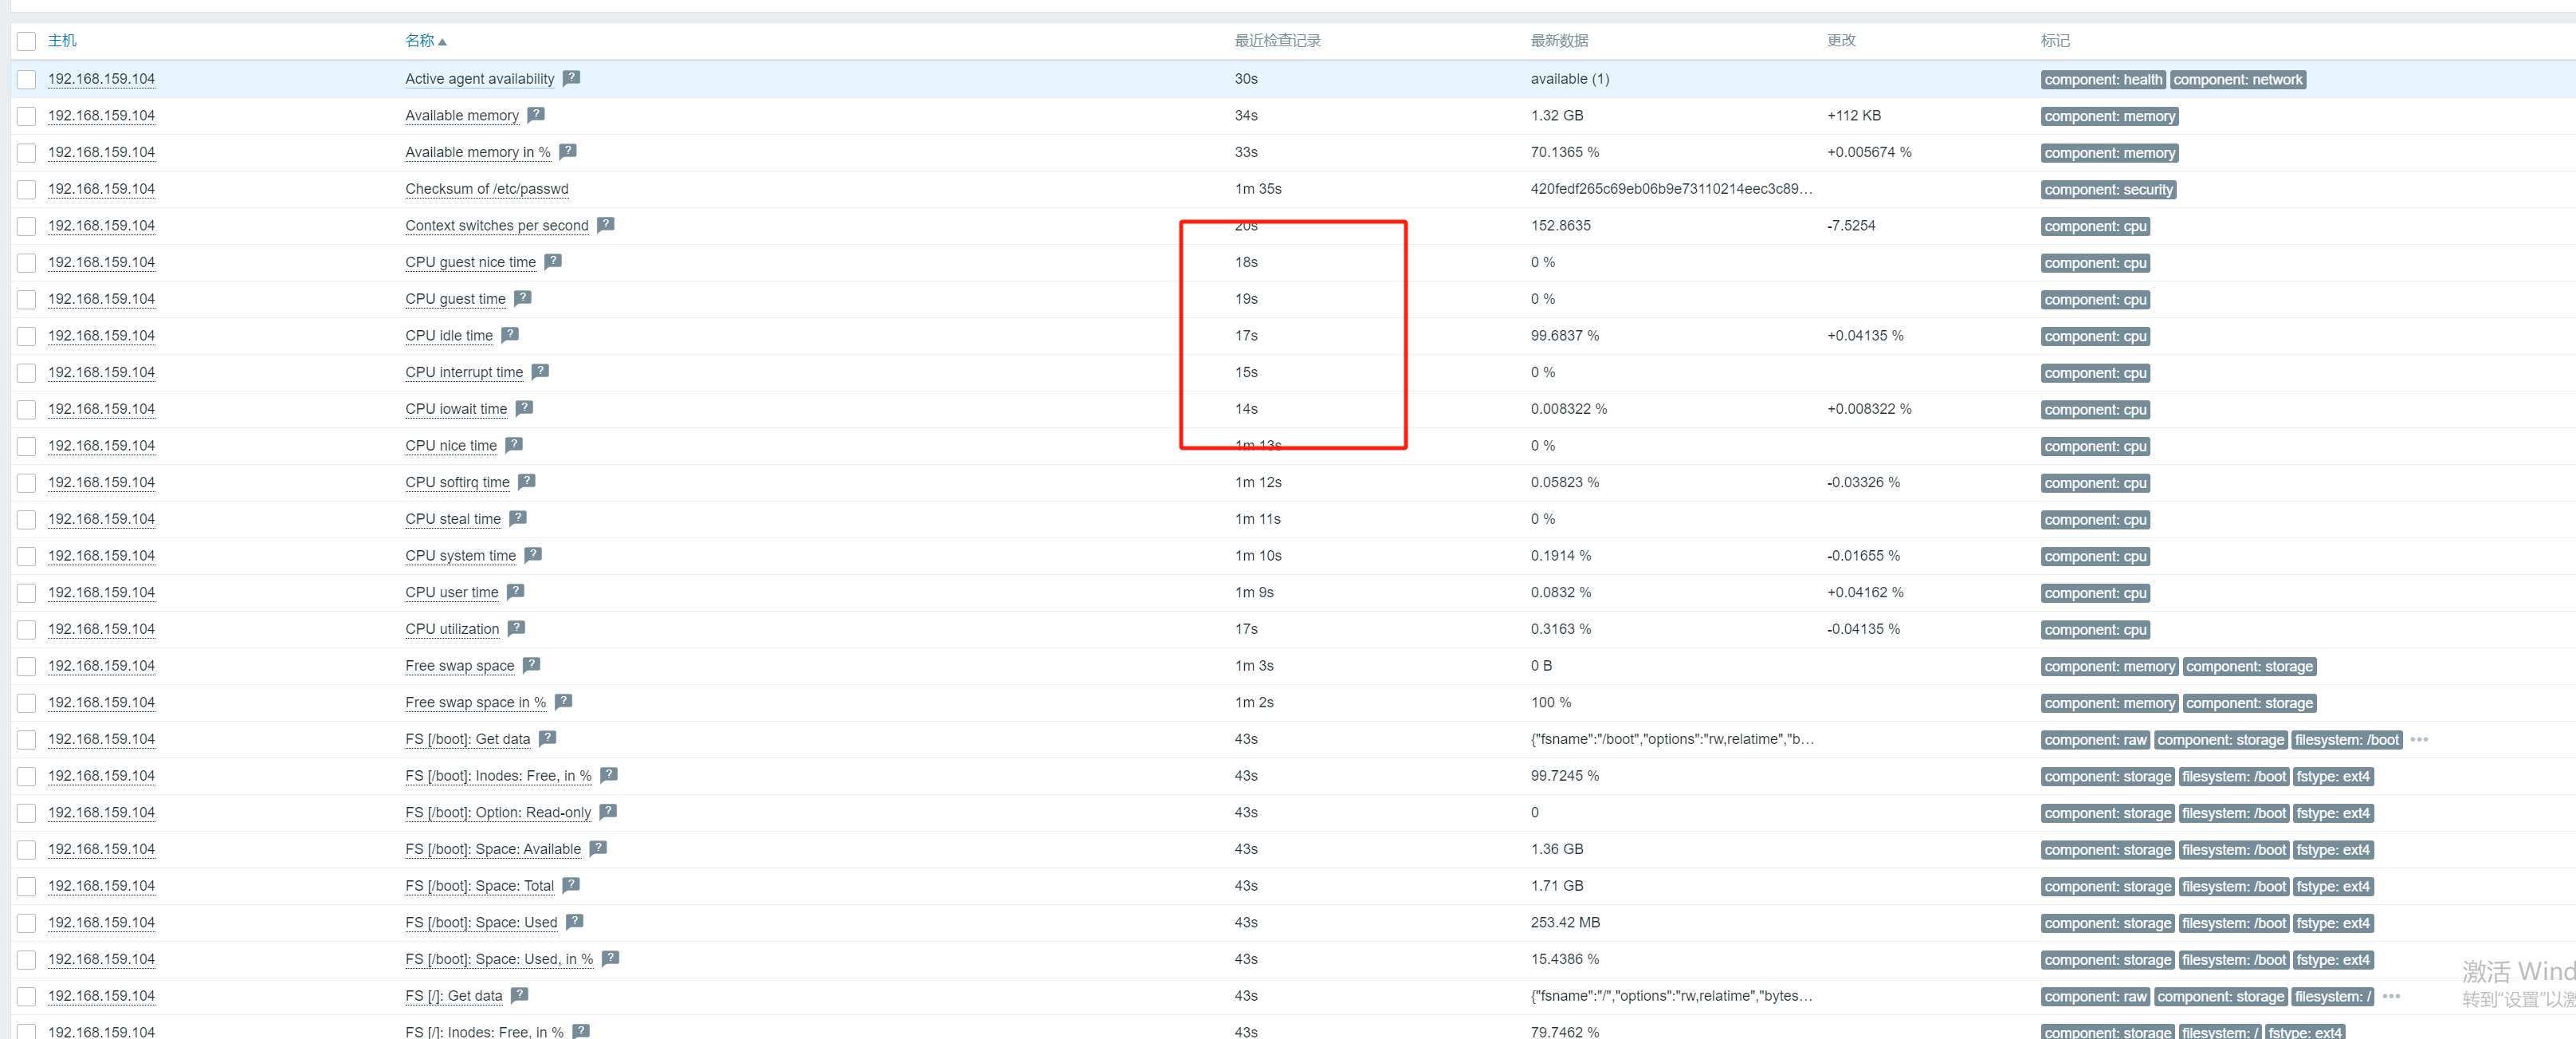 主机 名称▲ 最近检查记录 最新数据 更改 标记
192.168.159.104 Active agent availability ? 30s available (1) component: health component: network
192.168.159.104 Available memory ? 34s 1.32 GB +112 KB component: memory
192.168.159.104 Available memory in % ? 33s 70.1365 % +0.005674 % component: memory
192.168.159.104 Checksum of /etc/passwd 1m 35s 420fedf265c69eb06b9e73110214eec3c89... component: security
192.168.159.104 Context switches per second ? 20s 152.8635 -7.5254 component: cpu
192.168.159.104 CPU guest nice time ? 18s 0 % component: cpu
192.168.159.104 CPU guest time ? 19s 0 % component: cpu
192.168.159.104 CPU idle time ? 17s 99.6837 % +0.04135 % component: cpu
192.168.159.104 CPU interrupt time ? 15s 0 % component: cpu
192.168.159.104 CPU iowait time ? 14s 0.008322 % +0.008322 % component: cpu
192.168.159.104 CPU nice time ? 1m 13s 0 % component: cpu
192.168.159.104 CPU softirq time ? 1m 12s 0.05823 % -0.03326 % component: cpu
192.168.159.104 CPU steal time ? 1m 11s 0 % component: cpu
192.168.159.104 CPU system time ? 1m 10s 0.1914 % -0.01655 % component: cpu
192.168.159.104 CPU user time ? 1m 9s 0.0832 % +0.04162 % component: cpu
192.168.159.104 CPU utilization ? 17s 0.3163 % -0.04135 % component: cpu
192.168.159.104 Free swap space ? 1m 3s 0 B component: memory component: storage
192.168.159.104 Free swap space in % ? 1m 2s 100 % component: memory component: storage
192.168.159.104 FS [/boot]: Get data ? 43s {"fsname":"/boot","options":"rw,relatime","b... component: raw component: storage filesystem: /boot •••
192.168.159.104 FS [/boot]: Inodes: Free, in % ? 43s 99.7245 % component: storage filesystem: /boot fstype: ext4
192.168.159.104 FS [/boot]: Option: Read-only ? 43s 0 component: storage filesystem: /boot fstype: ext4
192.168.159.104 FS [/boot]: Space: Available ? 43s 1.36 GB component: storage filesystem: /boot fstype: ext4
192.168.159.104 FS [/boot]: Space: Total ? 43s 1.71 GB component: storage filesystem: /boot fstype: ext4
192.168.159.104 FS [/boot]: Space: Used ? 43s 253.42 MB component: storage filesystem: /boot fstype: ext4
192.168.159.104 FS [/boot]: Space: Used, in % ? 43s 15.4386 % component: storage filesystem: /boot fstype: ext4
192.168.159.104 FS [/]: Get data ? 43s {"fsname":"/","options":"rw,relatime","bytes... component: raw component: storage filesystem: / •••
192.168.159.104 FS [/]: Inodes: Free, in % ? 43s 79.7462 % component: storage filesystem: / fstype: ext4
激活 Wind
转到"设置"以激